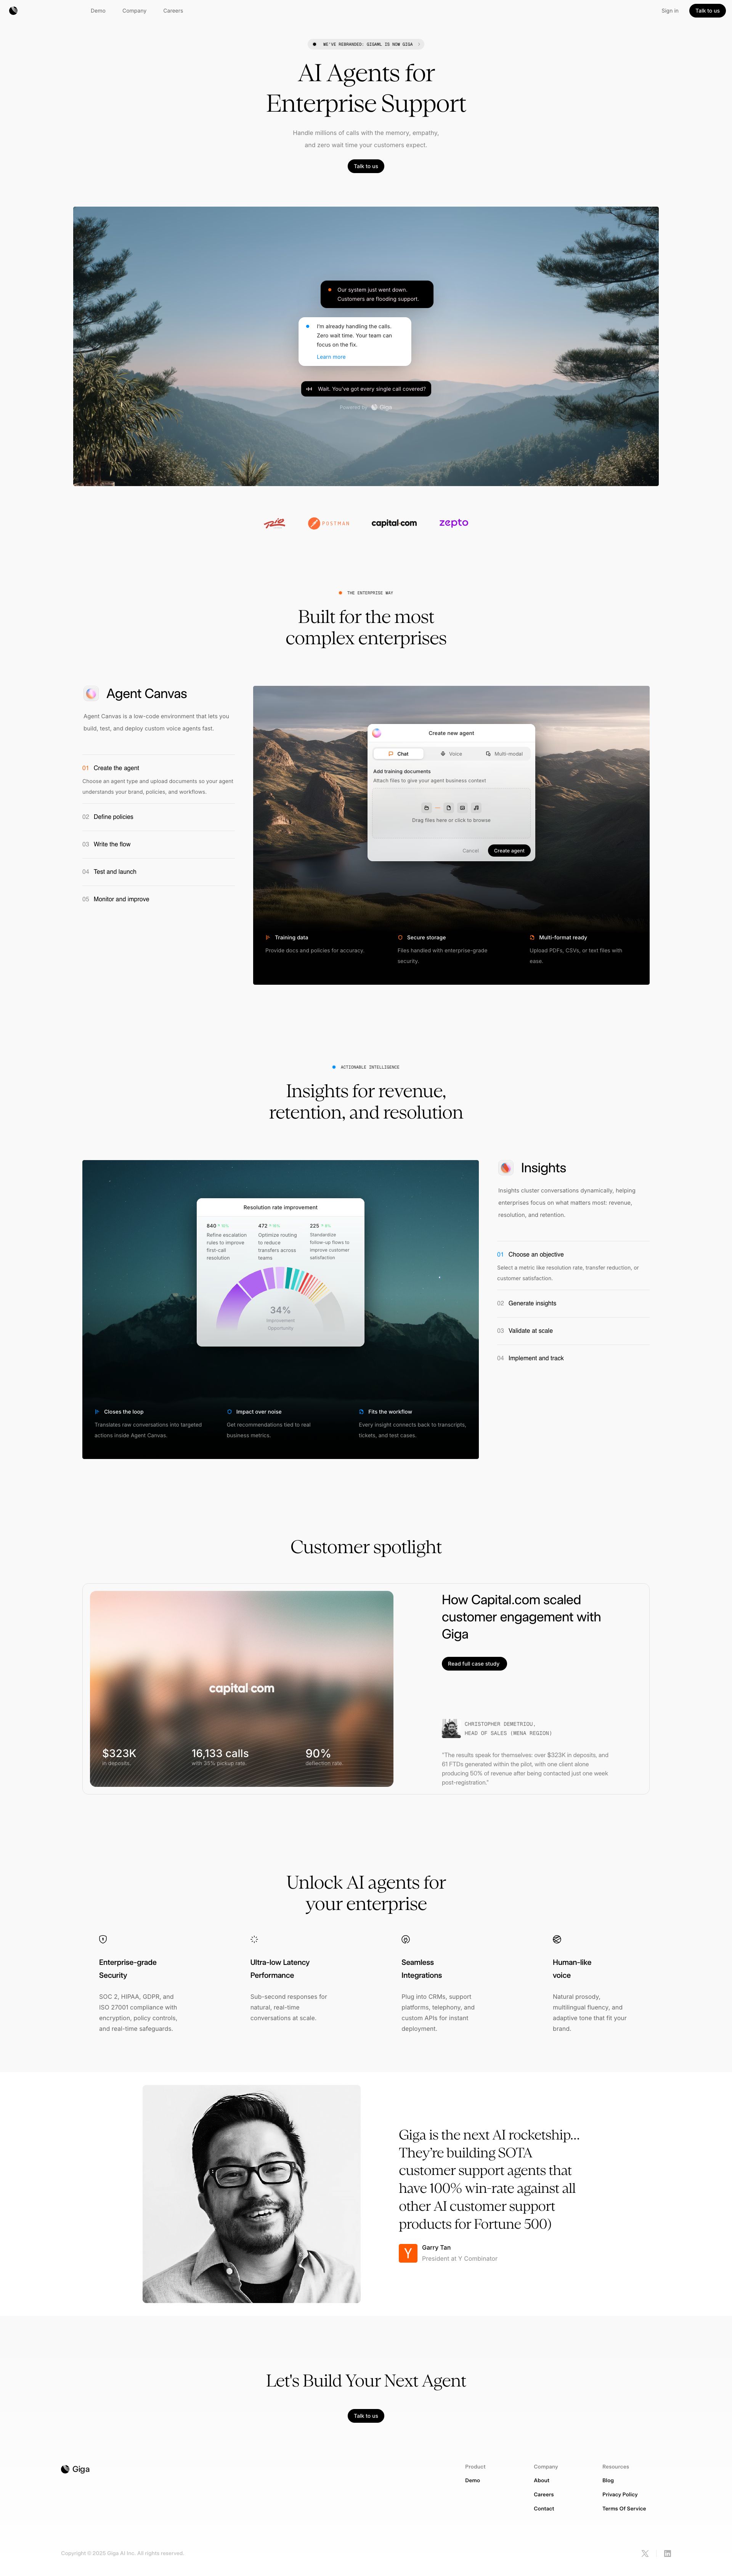 Demo
Company
Careers
Sign in
Talk to us
WE'VE REBRANDED: GIGAML IS NOW GIGA
AI Agents for
Enterprise Support
Handle millions of calls with the memory, empathy,
and zero wait time your customers expect.
Talk to us
Our system just went down.
Customers are flooding support.
I'm already handling the calls.
Zero wait time. Your team can
focus on the fix.
Learn more
Wait. You've got every single call covered?
Powered by Giga
POSTMAN
capital.com
zepto
THE ENTERPRISE WAY
Built for the most
complex enterprises
Agent Canvas
Agent Canvas is a low-code environment that lets you
build, test, and deploy custom voice agents fast.
01 Create the agent
Choose an agent type and upload documents so your agent
understands your brand, policies, and workflows.
02 Define policies
03 Write the flow
04 Test and launch
05 Monitor and improve
Create new agent
Chat
Voice
Multi-modal
Add training documents
Attach files to give your agent business context
Drag files here or click to browse
Cancel
Create agent
Training data
Provide docs and policies for accuracy.
Secure storage
Files handled with enterprise-grade
security.
Multi-format ready
Upload PDFs, CSVs, or text files with
ease.
ACTIONABLE INTELLIGENCE
Insights for revenue,
retention, and resolution
Resolution rate improvement
840
Refine escalation
rules to improve
first-call
resolution
472
Optimize routing
to reduce
transfers across
teams
225
Standardize
follow-up flows to
improve customer
satisfaction
34%
Improvement
Opportunity
Closes the loop
Translates raw conversations into targeted
actions inside Agent Canvas.
Impact over noise
Get recommendations tied to real
business metrics.
Fits the workflow
Every insight connects back to transcripts,
tickets, and test cases.
Insights
Insights cluster conversations dynamically, helping
enterprises focus on what matters most: revenue,
resolution, and retention.
01 Choose an objective
Select a metric like resolution rate, transfer reduction, or
customer satisfaction.
02 Generate insights
03 Validate at scale
04 Implement and track
Customer spotlight
capital.com
$323K
in deposits.
16,133 calls
with 35% pickup rate.
90%
deflection rate.
How Capital.com scaled
customer engagement with
Giga
Read full case study
CHRISTOPHER DEMETRIOU,
HEAD OF SALES (MENA REGION)
"The results speak for themselves: over $323K in deposits, and
61 FTDs generated within the pilot, with one client alone
producing 50% of revenue after being contacted just one week
post-registration."
Unlock AI agents for
your enterprise
Enterprise-grade
Security
SOC 2, HIPAA, GDPR, and
ISO 27001 compliance with
encryption, policy controls,
and real-time safeguards.
Ultra-low Latency
Performance
Sub-second responses for
natural, real-time
conversations at scale.
Seamless
Integrations
Plug into CRMs, support
platforms, telephony, and
custom APIs for instant
deployment.
Human-like
voice
Natural prosody,
multilingual fluency, and
adaptive tone that fit your
brand.
Giga is the next AI rocketship...
They're building SOTA
customer support agents that
have 100% win-rate against all
other AI customer support
products for Fortune 500)
Y
Garry Tan
President at Y Combinator
Let's Build Your Next Agent
Talk to us
Giga
Product
Demo
Company
About
Careers
Contact
Resources
Blog
Privacy Policy
Terms Of Service
Copyright © 2025 Giga AI Inc. All rights reserved.